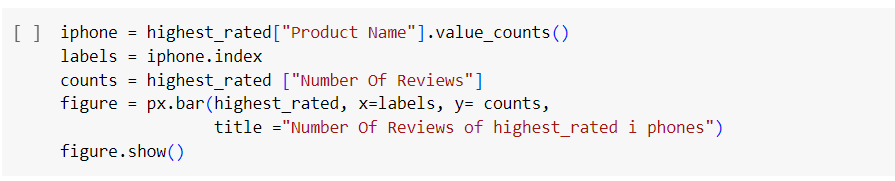 [ ] iphone = highest_rated["Product Name"].value_counts()
labels = iphone.index
counts = highest_rated ["Number Of Reviews"]
figure = px.bar(highest_rated, x=labels, y= counts,
title ="Number Of Reviews of highest_rated i phones")
figure.show()